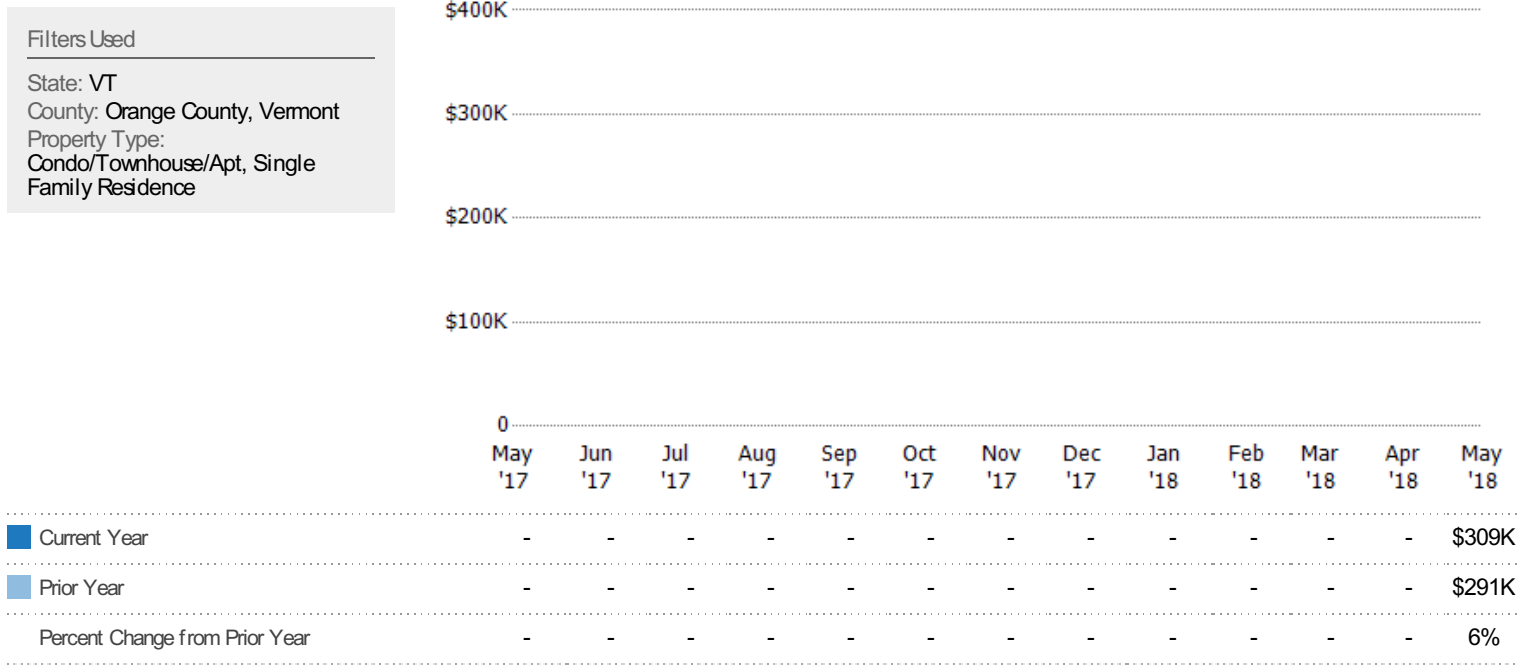 Filters Used
State: VT
County: Orange County, Vermont
Property Type:
Condo/Townhouse/Apt, Single
Family Residence
$400K
$300K
$200K
$100K
0
May Jun Jul Aug Sep Oct Nov Dec Jan Feb Mar Apr May
'17 '17 '17 '17 '17 '17 '17 '17 '18 '18 '18 '18 '18
Current Year - - - - - - - - - - - - $309K
Prior Year - - - - - - - - - - - - $291K
Percent Change from Prior Year - - - - - - - - - - - - 6%